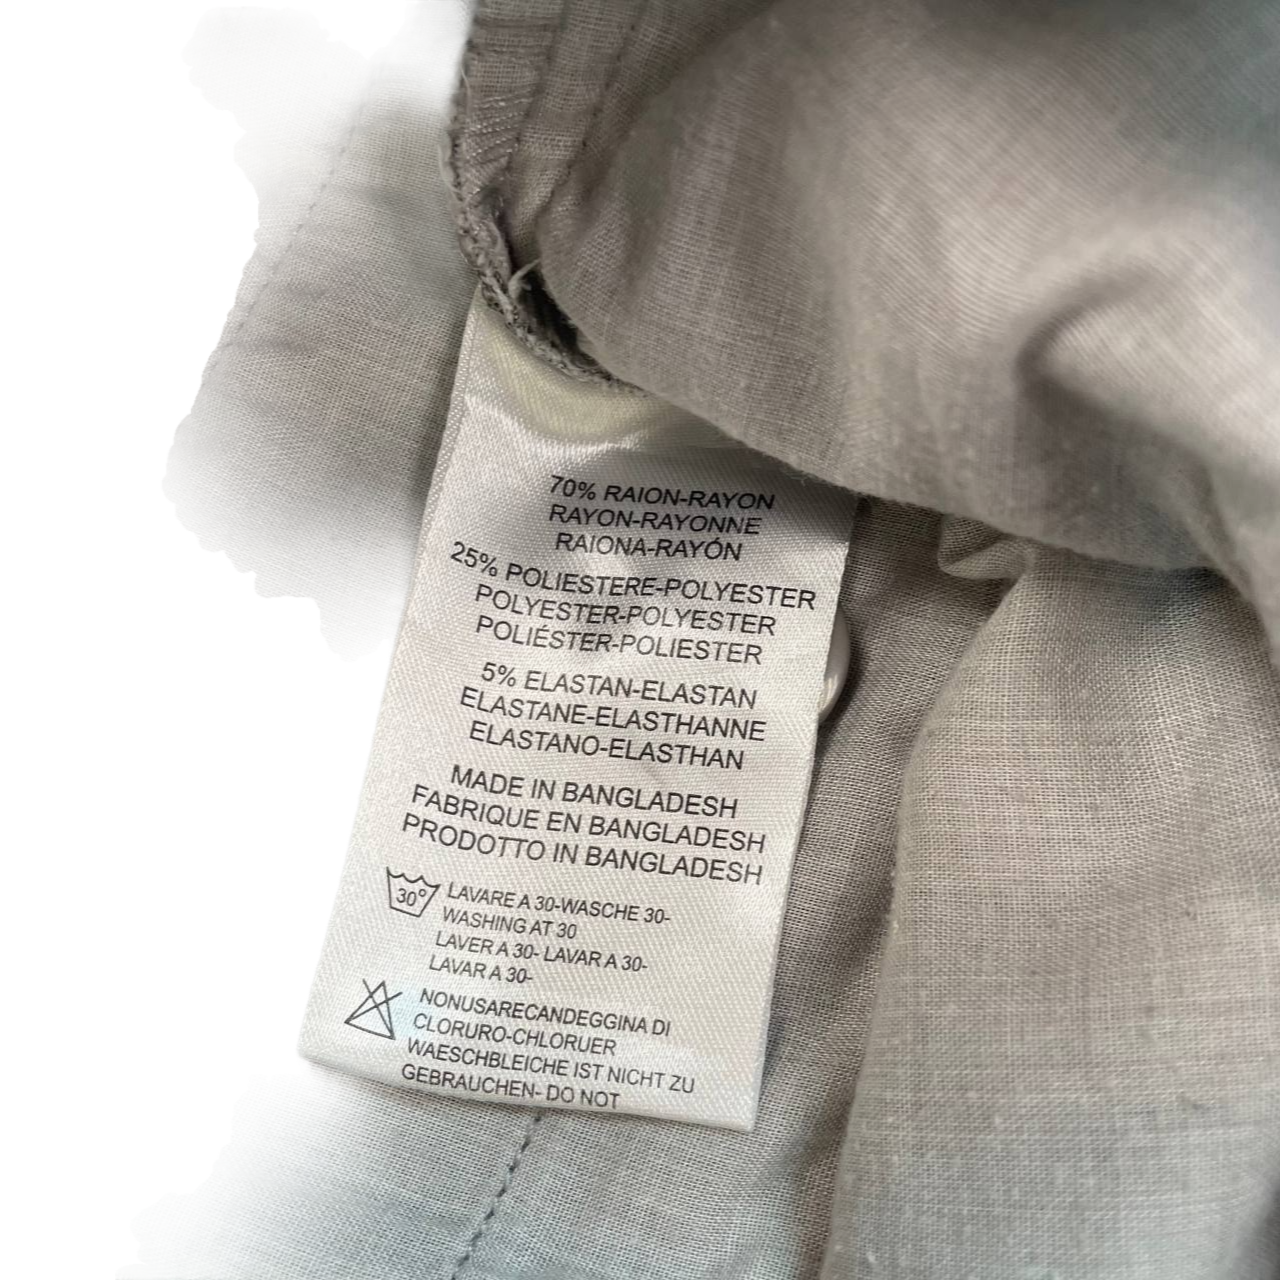 70% RAION-RAYON
RAYON-RAYONNE
RAIONA-RAYÓN
25% POLIESTERE-POLYESTER
POLYESTER-POLYESTER
POLIÉSTER-POLIESTER
5% ELASTAN-ELASTAN
ELASTANE-ELASTHANNE
ELASTANO-ELASTHAN
MADE IN BANGLADESH
FABRIQUE EN BANGLADESH
PRODOTTO IN BANGLADESH
30° LAVARE A 30-WASCHE 30-
WASHING AT 30
LAVER A 30- LAVAR A 30-
LAVAR A 30-
NONUSARECANDEGGINA DI
CLORURO-CHLORUER
WAESCHBLEICHE IST NICHT ZU
GEBRAUCHEN- DO NOT